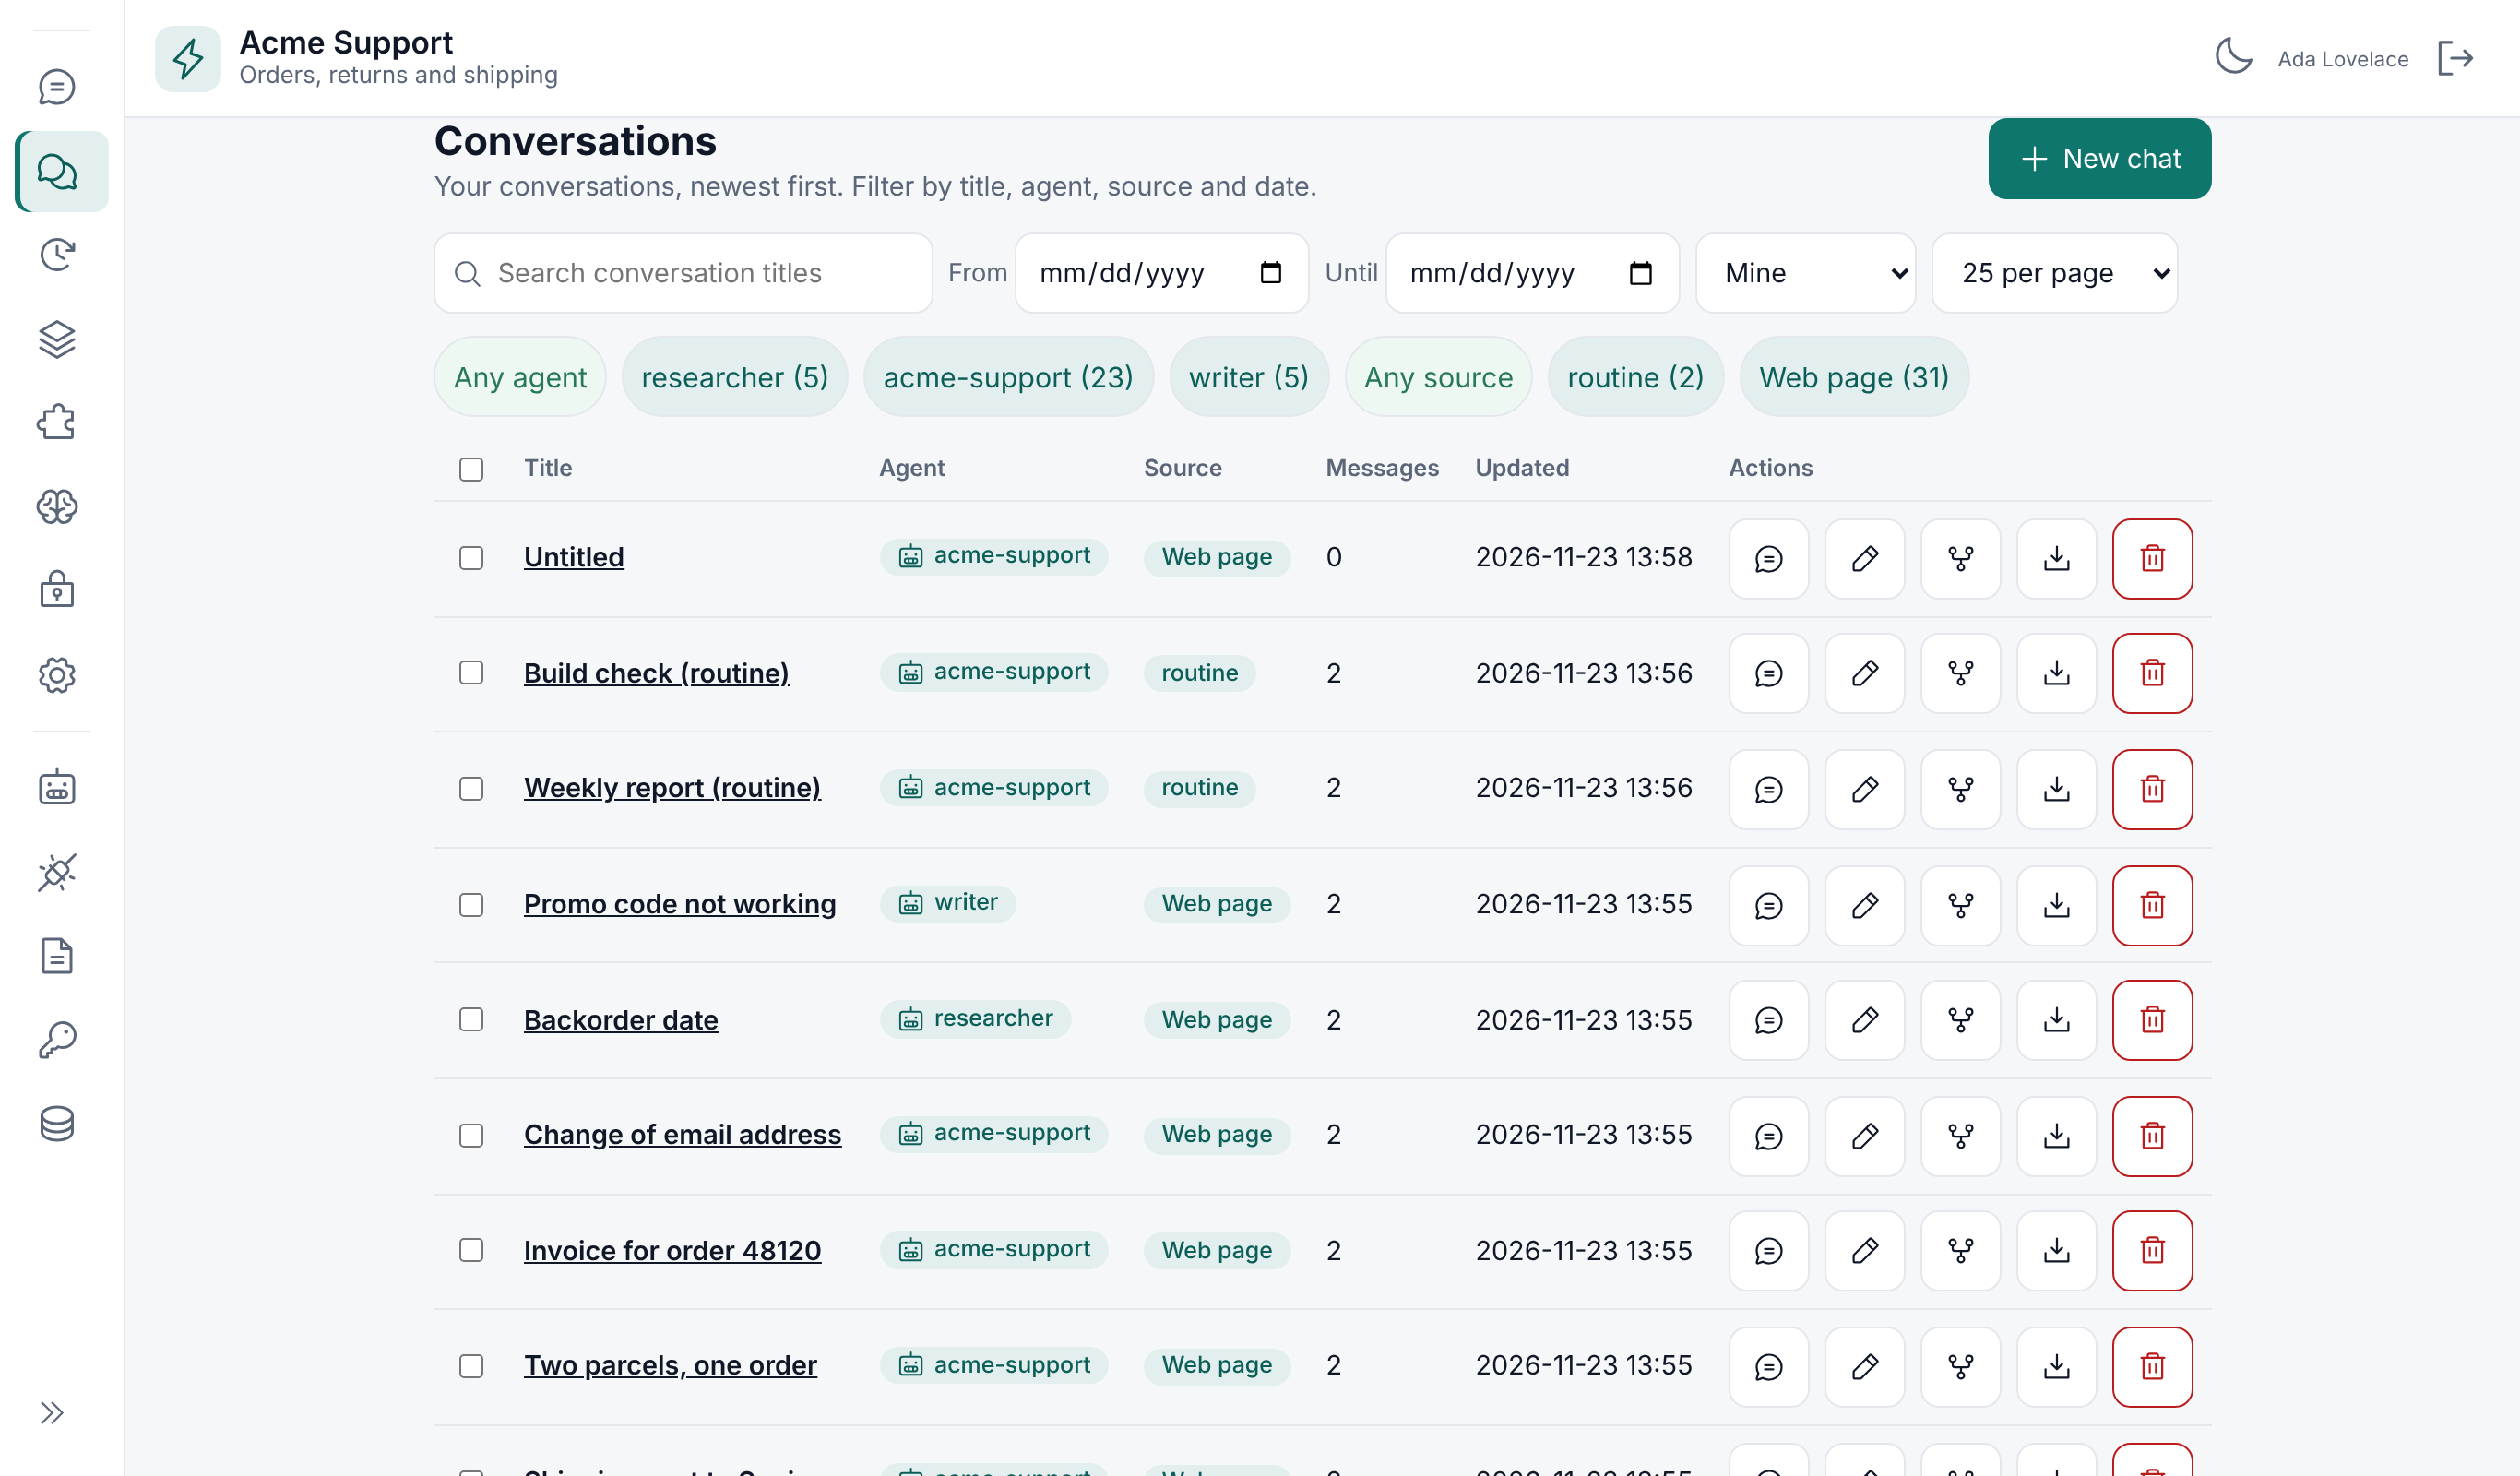 Acme Support
Orders, returns and shipping
Ada Lovelace
Conversations
Your conversations, newest first. Filter by title, agent, source and date.
New chat
Search conversation titles From mm/dd/yyyy Until mm/dd/yyyy Mine 25 per page
Any agent researcher (5) acme-support (23) writer (5) Any source routine (2) Web page (31)
Title Agent Source Messages Updated Actions
Untitled acme-support Web page 0 2026-11-23 13:58
Build check (routine) acme-support routine 2 2026-11-23 13:56
Weekly report (routine) acme-support routine 2 2026-11-23 13:56
Promo code not working writer Web page 2 2026-11-23 13:55
Backorder date researcher Web page 2 2026-11-23 13:55
Change of email address acme-support Web page 2 2026-11-23 13:55
Invoice for order 48120 acme-support Web page 2 2026-11-23 13:55
Two parcels, one order acme-support Web page 2 2026-11-23 13:55